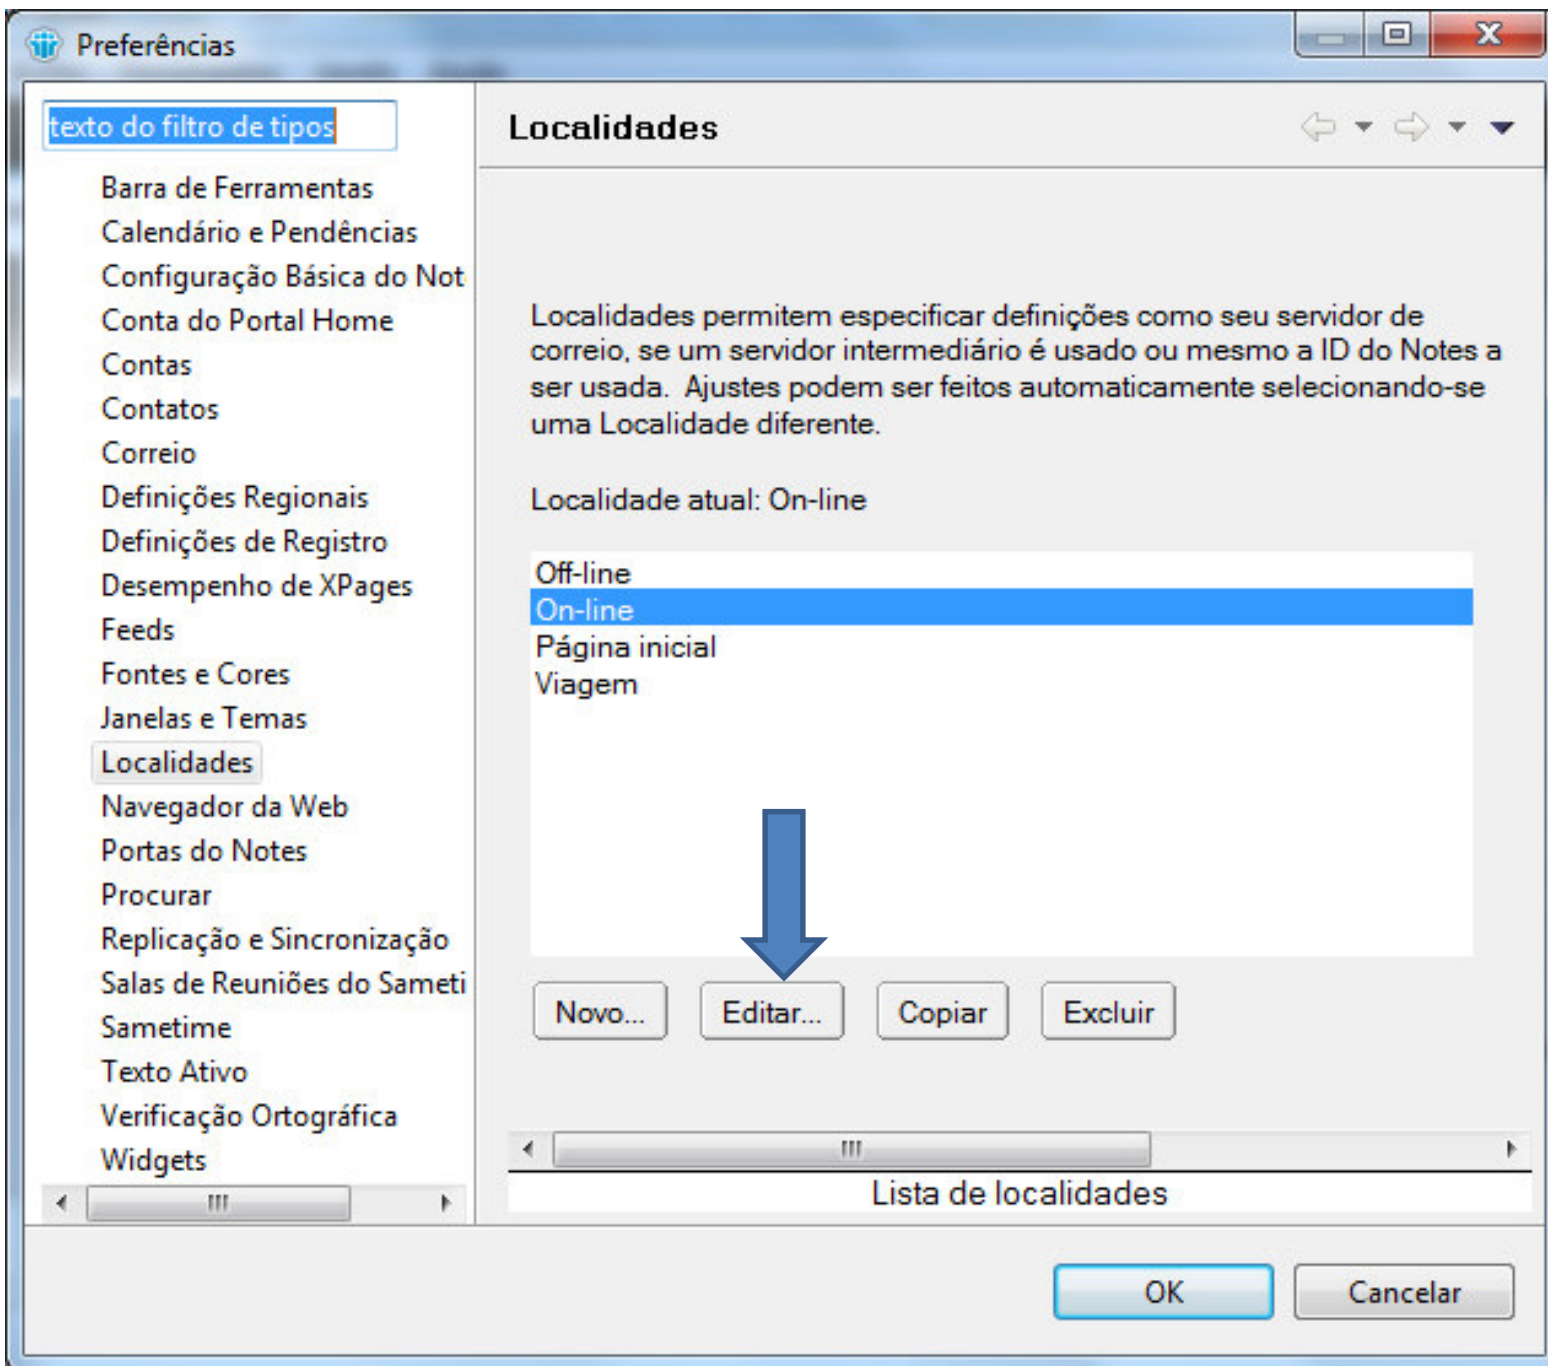 Preferências
texto do filtro de tipos
Barra de Ferramentas
Calendário e Pendências
Configuração Básica do Not
Conta do Portal Home
Contas
Contatos
Correio
Definições Regionais
Definições de Registro
Desempenho de XPages
Feeds
Fontes e Cores
Janelas e Temas
Localidades
Navegador da Web
Portas do Notes
Procurar
Replicação e Sincronização
Salas de Reuniões do Sameti
Sametime
Texto Ativo
Verificação Ortográfica
Widgets
Localidades
Localidades permitem especificar definições como seu servidor de
correio, se um servidor intermediário é usado ou mesmo a ID do Notes a
ser usada.  Ajustes podem ser feitos automaticamente selecionando-se
uma Localidade diferente.
Localidade atual: On-line
Off-line
On-line
Página inicial
Viagem
Novo... Editar... Copiar Excluir
Lista de localidades
OK Cancelar